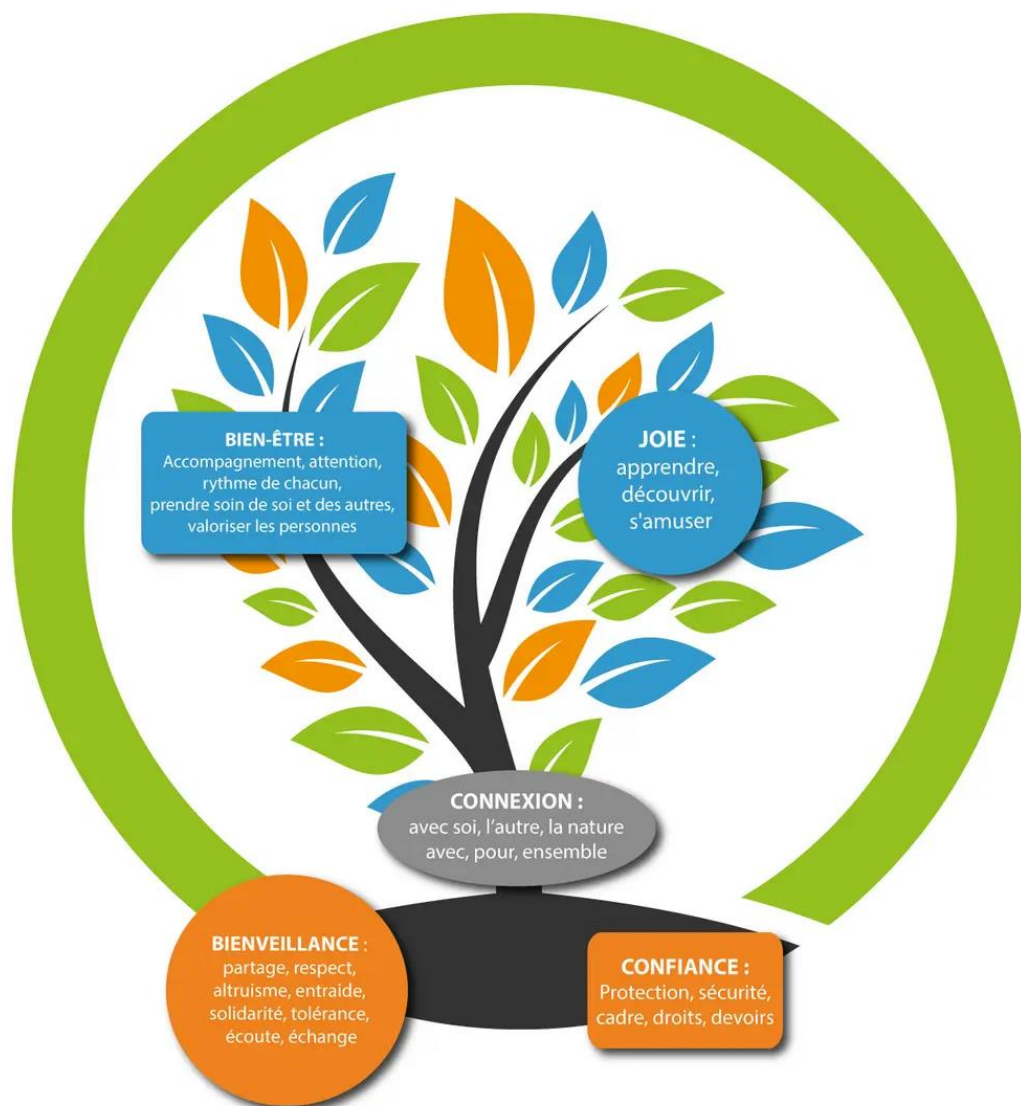 BIEN-ÊTRE :
Accompagnement, attention,
rythme de chacun,
prendre soin de soi et des autres,
valoriser les personnes
JOIE :
apprendre,
découvrir,
s'amuser
CONNEXION :
avec soi, l’autre, la nature
avec, pour, ensemble
BIENVEILLANCE :
partage, respect,
altruisme, entraide,
solidarité, tolérance,
écoute, échange
CONFIANCE :
Protection, sécurité,
cadre, droits, devoirs